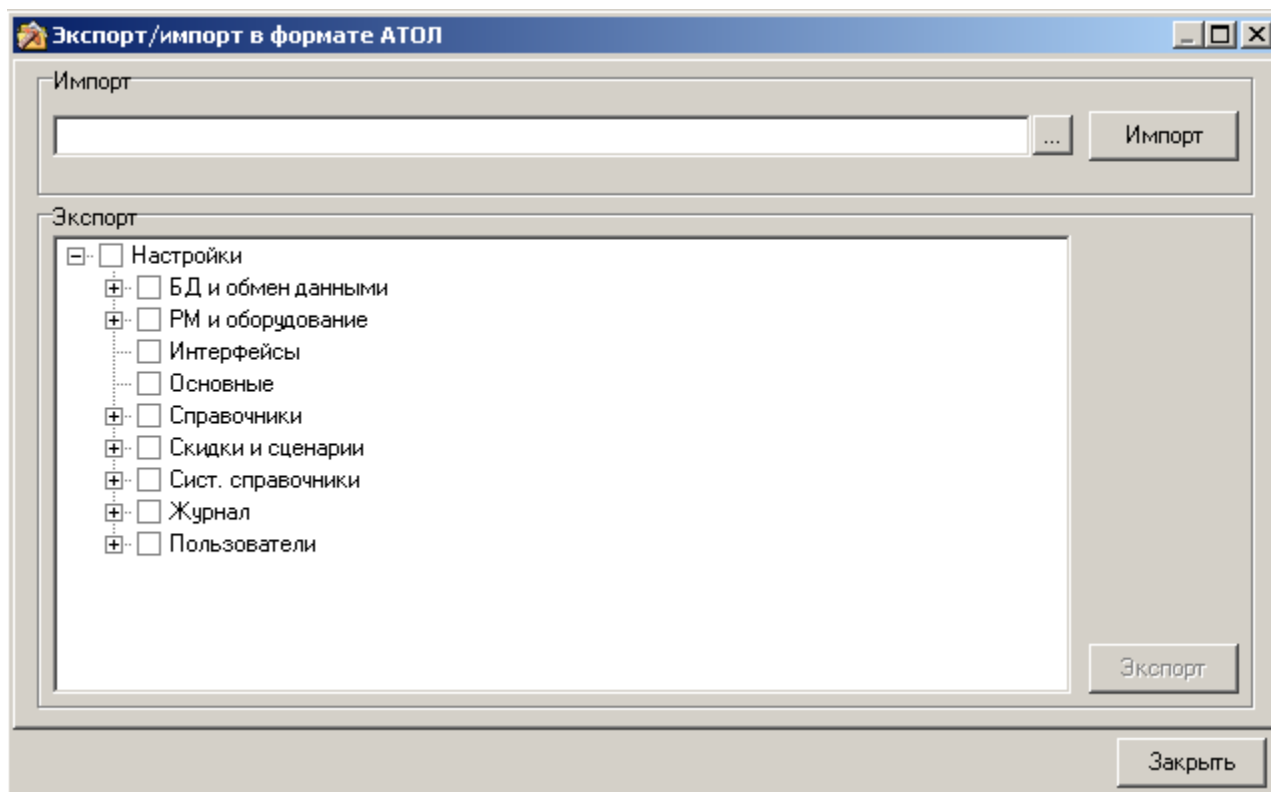 Экспорт/импорт в формате АТОЛ
Импорт
... Импорт
Экспорт
Настройки
БД и обмен данными
РМ и оборудование
Интерфейсы
Основные
Справочники
Скидки и сценарии
Сист. справочники
Журнал
Пользователи
Экспорт
Закрыть